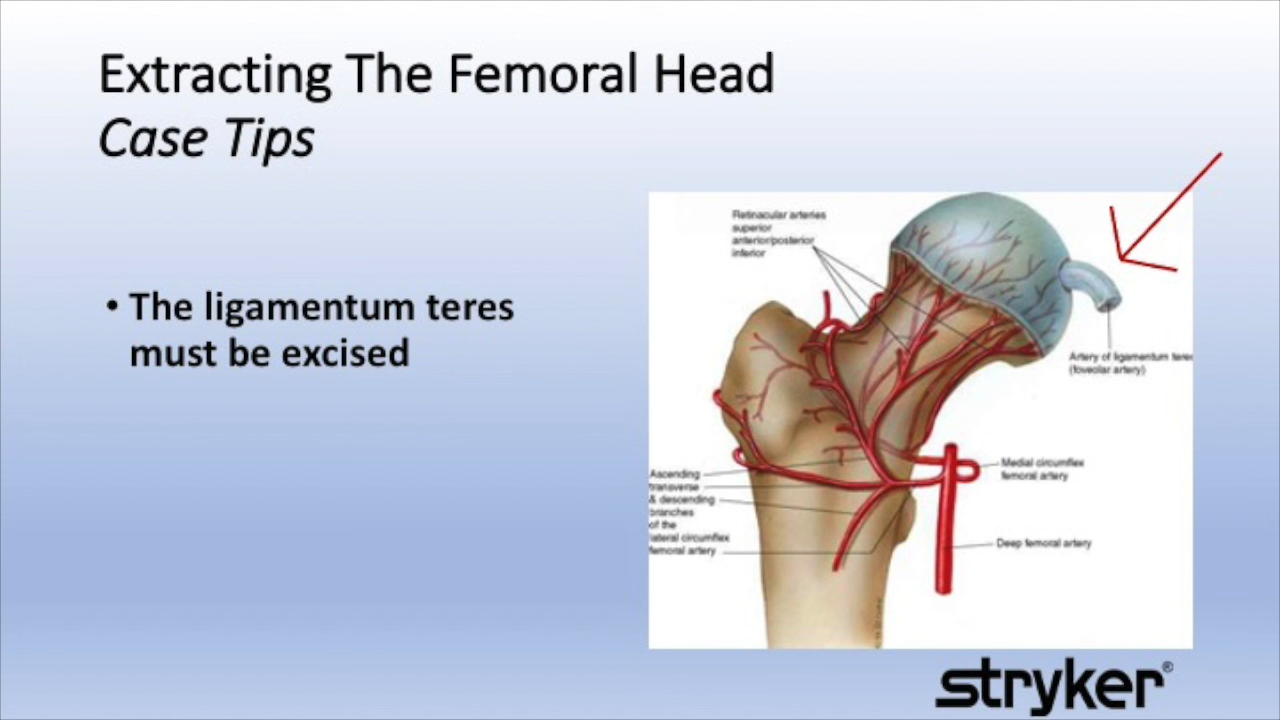 Extracting The Femoral Head
Case Tips
• The ligamentum teres
must be excised
Retinacular arteries
superior
anterior/posterior
inferior
Artery of ligamentum teres
(foveolar artery)
Ascending
transverse
& descending
branches
of the
lateral circumflex
femoral artery
Medial circumflex
femoral artery
Deep femoral artery
stryker®